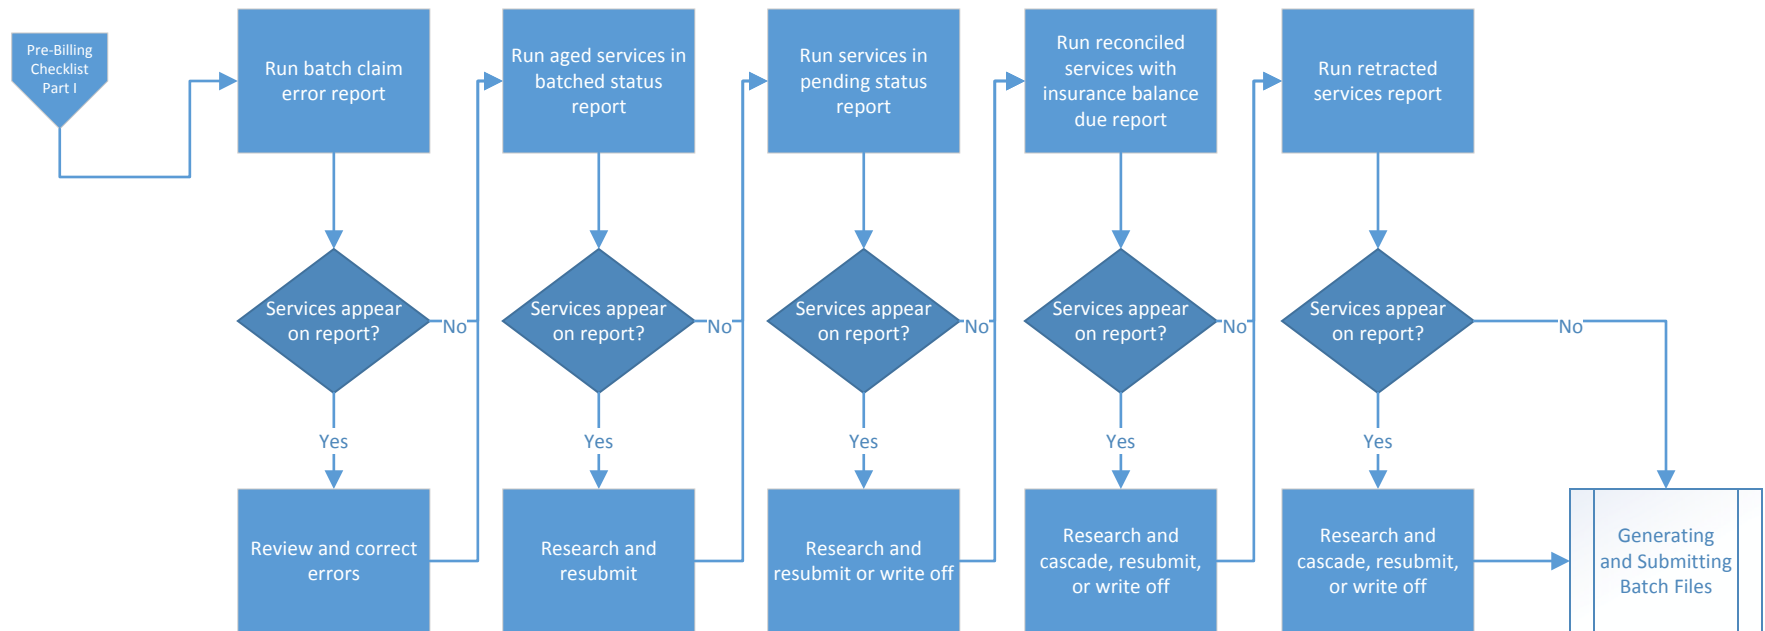 Pre-Billing
Checklist
Part I
Run batch claim
error report
Run aged services in
batched status
report
Run services in
pending status
report
Run reconciled
services with
insurance balance
due report
Run retracted
services report
Services appear
on report?
No
Services appear
on report?
No
Services appear
on report?
No
Services appear
on report?
No
Services appear
on report?
No
Yes
Yes
Yes
Yes
Yes
Review and correct
errors
Research and
resubmit
Research and
resubmit or write off
Research and
cascade, resubmit,
or write off
Research and
cascade, resubmit,
or write off
Generating
and Submitting
Batch Files